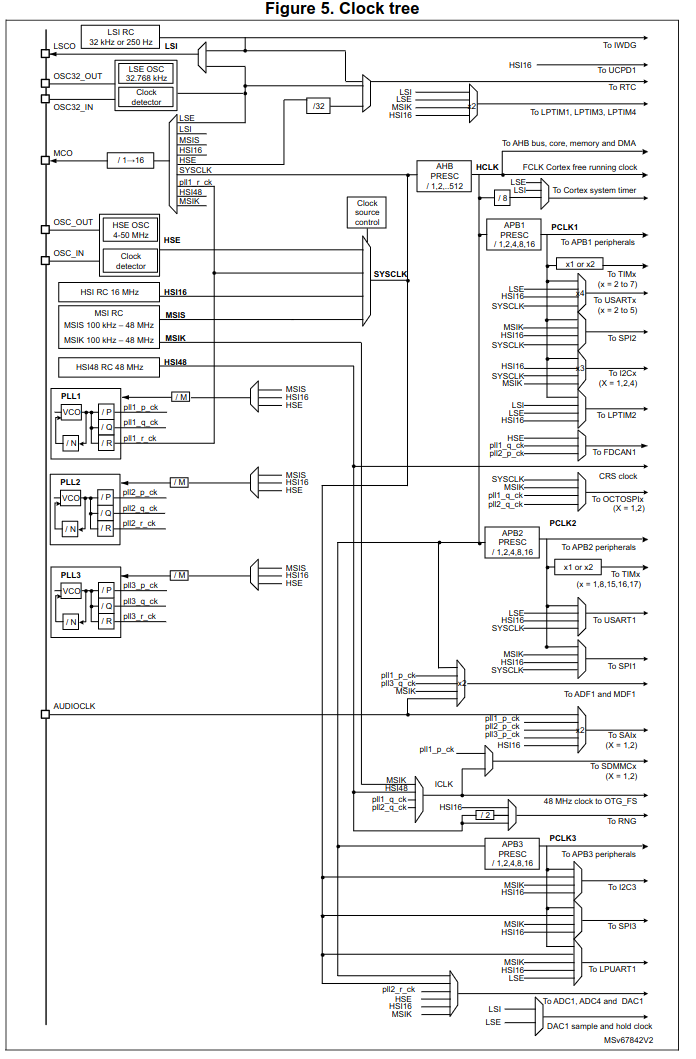 Figure 5. Clock tree
LSI RC
32 kHz or 250 Hz
LSI
LSCO
To IWDG
OSC32_OUT
LSE OSC
32.768 kHz
Clock
detector
OSC32_IN
HSI16
To UCPD1
To RTC
/32
LSI
LSE
MSIK
HSI16
x2
To LPTIM1, LPTIM3, LPTIM4
MCO
/ 1→16
LSE
LSI
MSIS
HSI16
HSE
SYSCLK
pll1_r_ck
HSI48
MSIK
To AHB bus, core, memory and DMA
AHB
PRESC
/ 1,2,..512
HCLK
FCLK Cortex free running clock
/ 8
LSE
LSI
To Cortex system timer
OSC_OUT
HSE OSC
4-50 MHz
HSE
Clock
detector
OSC_IN
Clock
source
control
SYSCLK
APB1
PRESC
/ 1,2,4,8,16
PCLK1
To APB1 peripherals
x1 or x2
To TIMx
(x = 2 to 7)
HSI RC 16 MHz
HSI16
MSI RC
MSIS 100 kHz – 48 MHz
MSIK 100 kHz – 48 MHz
MSIS
MSIK
HSI48 RC 48 MHz
HSI48
LSE
HSI16
SYSCLK
x4
To USARTx
(x = 2 to 5)
MSIK
HSI16
SYSCLK
To SPI2
HSI16
SYSCLK
MSIK
x3
To I2Cx
(X = 1,2,4)
LSI
LSE
HSI16
To LPTIM2
HSE
pll1_q_ck
pll2_p_ck
To FDCAN1
CRS clock
SYSCLK
MSIK
pll1_q_ck
pll2_q_ck
To OCTOSPIx
(X = 1,2)
PLL1
VCO
/ N
/ P
/ Q
/ R
pll1_p_ck
pll1_q_ck
pll1_r_ck
/ M
MSIS
HSI16
HSE
PLL2
VCO
/ N
/ P
/ Q
/ R
pll2_p_ck
pll2_q_ck
pll2_r_ck
/ M
MSIS
HSI16
HSE
PLL3
VCO
/ N
/ P
/ Q
/ R
pll3_p_ck
pll3_q_ck
pll3_r_ck
/ M
MSIS
HSI16
HSE
APB2
PRESC
/ 1,2,4,8,16
PCLK2
To APB2 peripherals
x1 or x2
To TIMx
(x = 1,8,15,16,17)
LSE
HSI16
SYSCLK
To USART1
MSIK
HSI16
SYSCLK
To SPI1
pll1_p_ck
pll3_q_ck
MSIK
x2
To ADF1 and MDF1
AUDIOCLK
pll1_p_ck
pll2_p_ck
pll3_p_ck
HSI16
x2
To SAIx
(X = 1,2)
pll1_p_ck
To SDMMCx
(X = 1,2)
MSIK
HSI48
pll1_q_ck
pll2_q_ck
ICLK
48 MHz clock to OTG_FS
HSI16
/ 2
To RNG
APB3
PRESC
/ 1,2,4,8,16
PCLK3
To APB3 peripherals
MSIK
HSI16
To I2C3
MSIK
HSI16
To SPI3
MSIK
HSI16
LSE
To LPUART1
pll2_r_ck
HSE
HSI16
MSIK
To ADC1, ADC4 and DAC1
LSI
LSE
DAC1 sample and hold clock
MSv67842V2